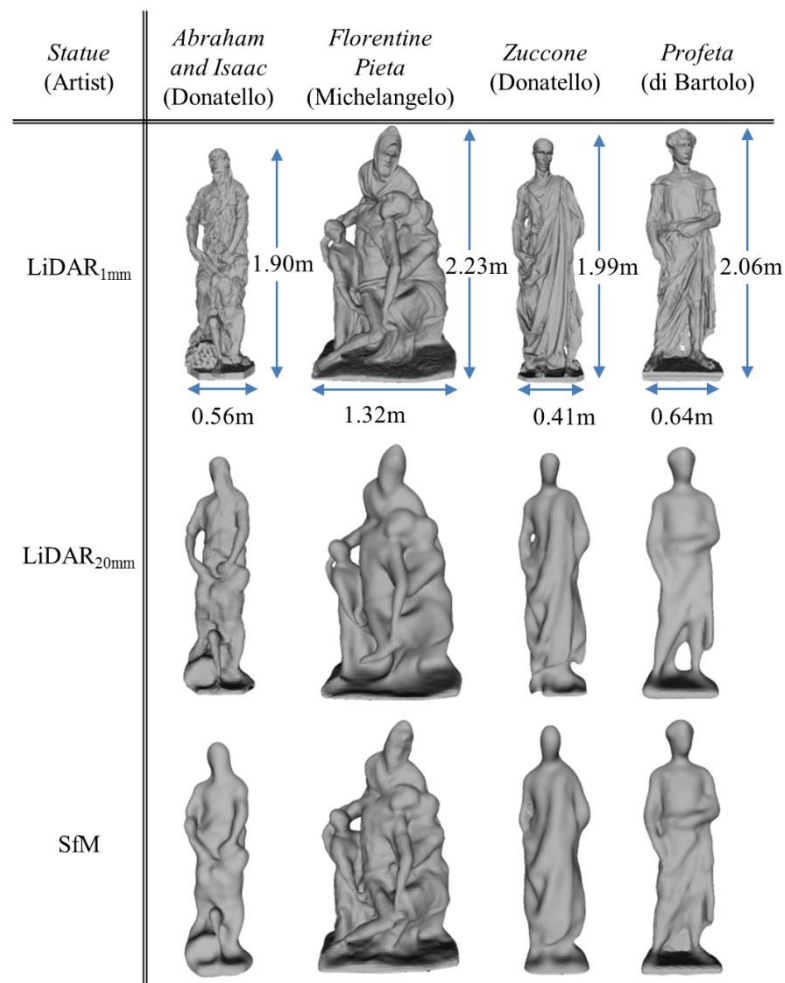 Statue
(Artist)
Abraham
and Isaac
(Donatello)
Florentine
Pieta
(Michelangelo)
Zuccone
(Donatello)
Profeta
(di Bartolo)
LiDAR1mm
1.90m
2.23m
1.99m
2.06m
0.56m
1.32m
0.41m
0.64m
LiDAR20mm
SfM